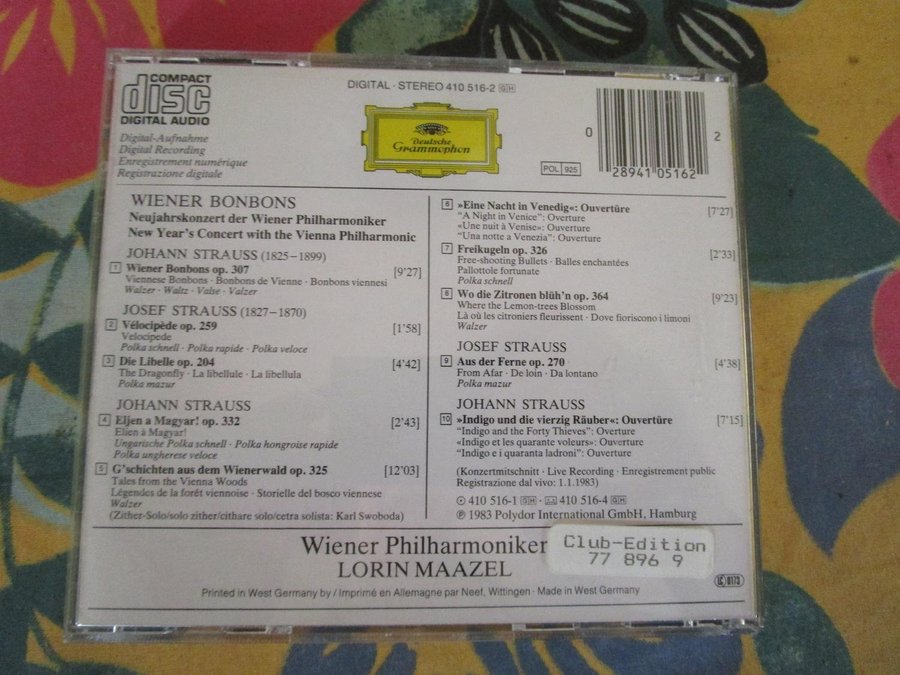 COMPACT
disc
DIGITAL AUDIO
DIGITAL · STEREO 410 516-2 GH
Deutsche
Grammophon
POL 925
0
28941 05162
2
Digital-Aufnahme
Digital Recording
Enregistrement numérique
Registrazione digitale
WIENER BONBONS
Neujahrskonzert der Wiener Philharmoniker
New Year's Concert with the Vienna Philharmonic
JOHANN STRAUSS (1825–1899)
1 Wiener Bonbons op. 307 [9'27]
Viennese Bonbons · Bonbons de Vienne · Bonbons viennesi
Walzer · Waltz · Valse · Valzer
JOSEF STRAUSS (1827–1870)
2 Vélocipède op. 259 [1'58]
Velocipede
Polka schnell · Polka rapide · Polka veloce
3 Die Libelle op. 204 [4'42]
The Dragonfly · La libellule · La libellula
Polka mazur
JOHANN STRAUSS
4 Eljen a Magyar! op. 332 [2'43]
Elien à Magyar!
Ungarische Polka schnell · Polka hongroise rapide
Polka ungherese veloce
5 G'schichten aus dem Wienerwald op. 325 [12'03]
Tales from the Vienna Woods
Légendes de la forêt viennoise · Storielle del bosco viennese
Walzer
(Zither-Solo/solo zither/cithare solo/cetra solista: Karl Swoboda)
6 »Eine Nacht in Venedig«: Ouvertüre [7'27]
"A Night in Venice": Overture
«Une nuit à Venise»: Ouverture
"Una notte a Venezia": Ouverture
7 Freikugeln op. 326 [2'33]
Free-shooting Bullets · Balles enchantées
Pallottole fortunate
Polka schnell
8 Wo die Zitronen blüh'n op. 364 [9'23]
Where the Lemon-trees Blossom
Là où les citroniers fleurissent · Dove fioriscono i limoni
Walzer
JOSEF STRAUSS
9 Aus der Ferne op. 270 [4'38]
From Afar · De loin · Da lontano
Polka mazur
JOHANN STRAUSS
10 »Indigo und die vierzig Räuber«: Ouvertüre [7'15]
"Indigo and the Forty Thieves": Overture
«Indigo et les quarante voleurs»: Ouverture
"Indigo e i quaranta ladroni": Ouverture
(Konzertmitschnitt · Live Recording · Enregistrement public
Registrazione dal vivo: 1.1.1983)
410 516-1 GH · 410 516-4 GH
℗ 1983 Polydor International GmbH, Hamburg
Wiener Philharmoniker
LORIN MAAZEL
Club-Edition
77 896 9
LC 0173
Printed in West Germany by / Imprimé en Allemagne par Neef, Wittingen · Made in West Germany